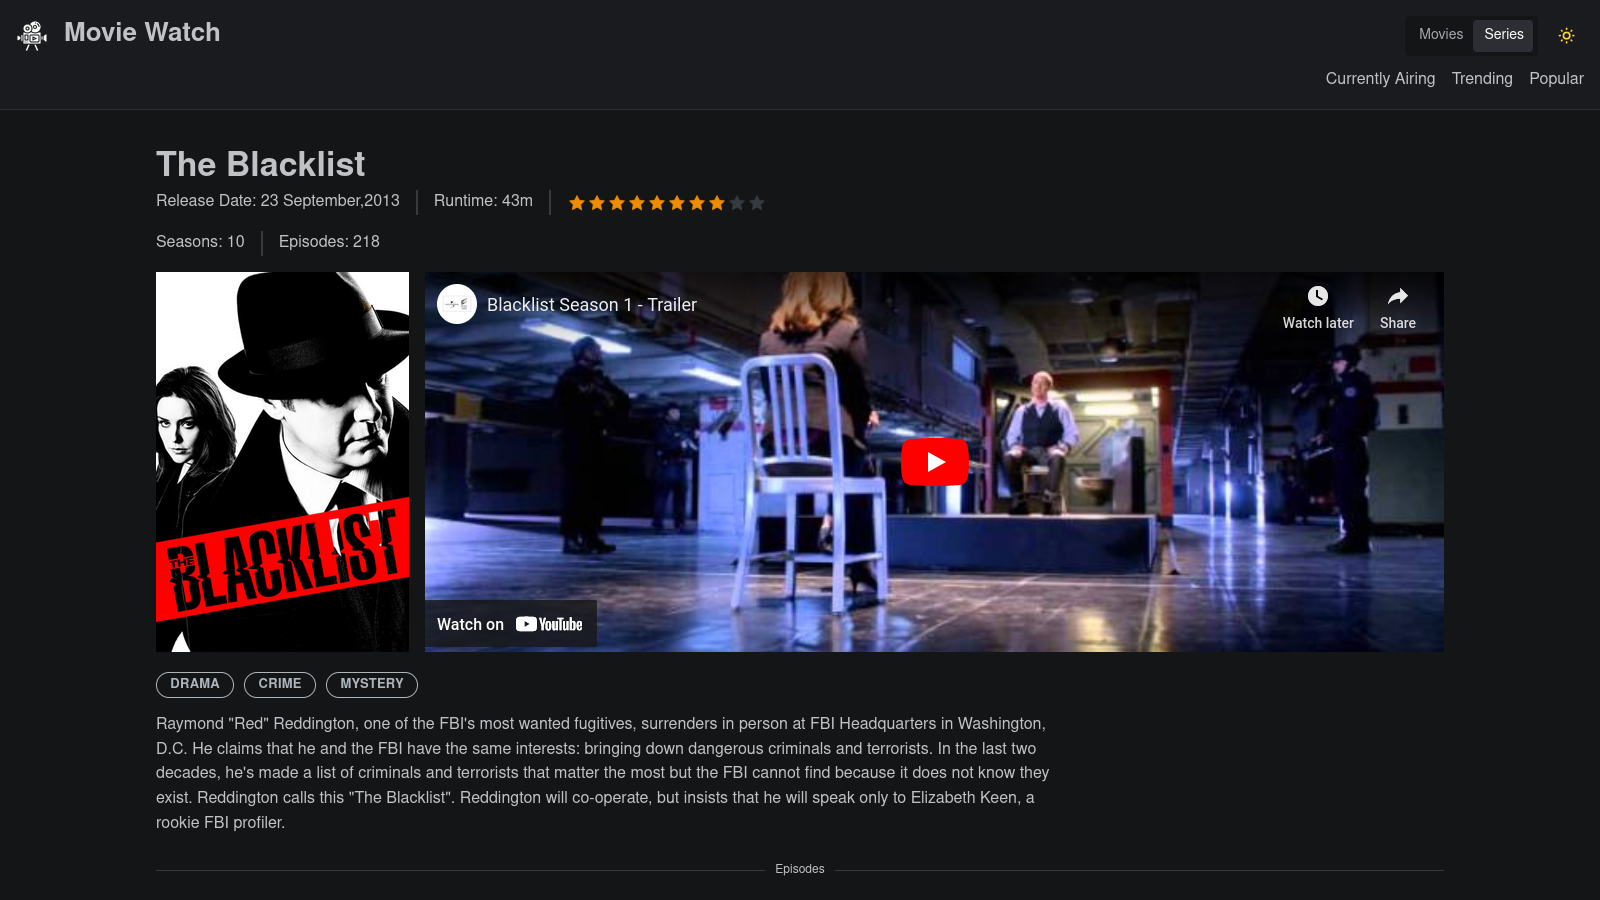 Movie Watch
Movies Series
Currently Airing Trending Popular
The Blacklist
Release Date: 23 September,2013 Runtime: 43m
Seasons: 10 Episodes: 218
THE
BLACKLIST
Blacklist Season 1 - Trailer
Watch later Share
Watch on YouTube
DRAMA CRIME MYSTERY
Raymond "Red" Reddington, one of the FBI's most wanted fugitives, surrenders in person at FBI Headquarters in Washington,
D.C. He claims that he and the FBI have the same interests: bringing down dangerous criminals and terrorists. In the last two
decades, he's made a list of criminals and terrorists that matter the most but the FBI cannot find because it does not know they
exist. Reddington calls this "The Blacklist". Reddington will co-operate, but insists that he will speak only to Elizabeth Keen, a
rookie FBI profiler.
Episodes